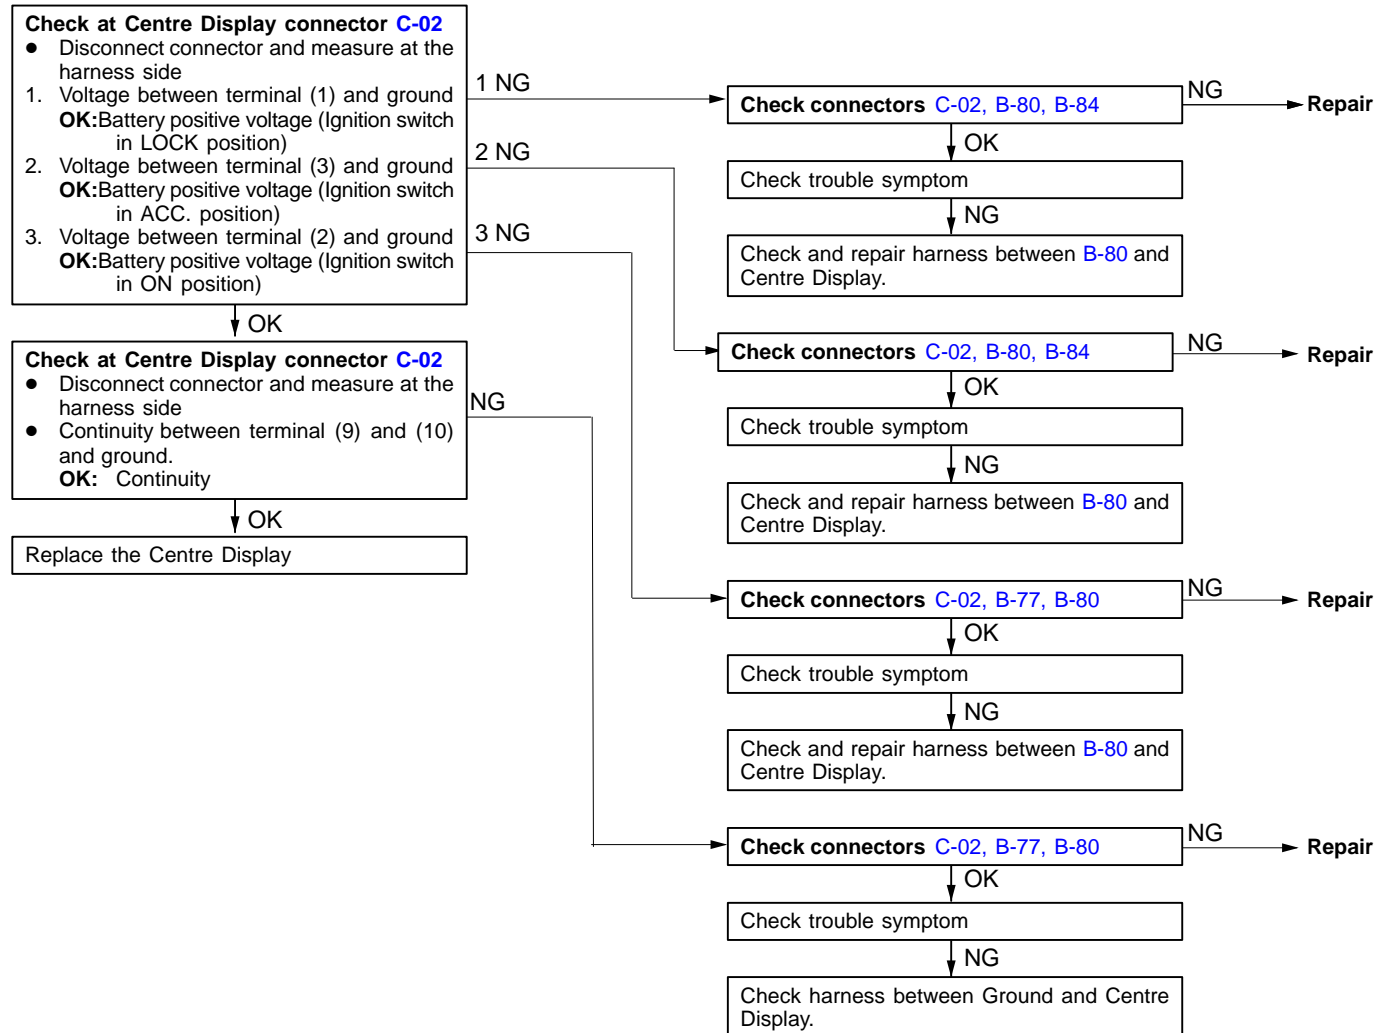 Check at Centre Display connector C-02
● Disconnect connector and measure at the
harness side
1. Voltage between terminal (1) and ground
OK:Battery positive voltage (Ignition switch
in LOCK position)
2. Voltage between terminal (3) and ground
OK:Battery positive voltage (Ignition switch
in ACC. position)
3. Voltage between terminal (2) and ground
OK:Battery positive voltage (Ignition switch
in ON position)
OK
Check at Centre Display connector C-02
● Disconnect connector and measure at the
harness side
● Continuity between terminal (9) and (10)
and ground.
OK: Continuity
OK
Replace the Centre Display
1 NG
Check connectors C-02, B-80, B-84
NG
Repair
OK
Check trouble symptom
NG
Check and repair harness between B-80 and
Centre Display.
2 NG
Check connectors C-02, B-80, B-84
NG
Repair
OK
Check trouble symptom
NG
Check and repair harness between B-80 and
Centre Display.
3 NG
Check connectors C-02, B-77, B-80
NG
Repair
OK
Check trouble symptom
NG
Check and repair harness between B-80 and
Centre Display.
NG
Check connectors C-02, B-77, B-80
NG
Repair
OK
Check trouble symptom
NG
Check harness between Ground and Centre
Display.